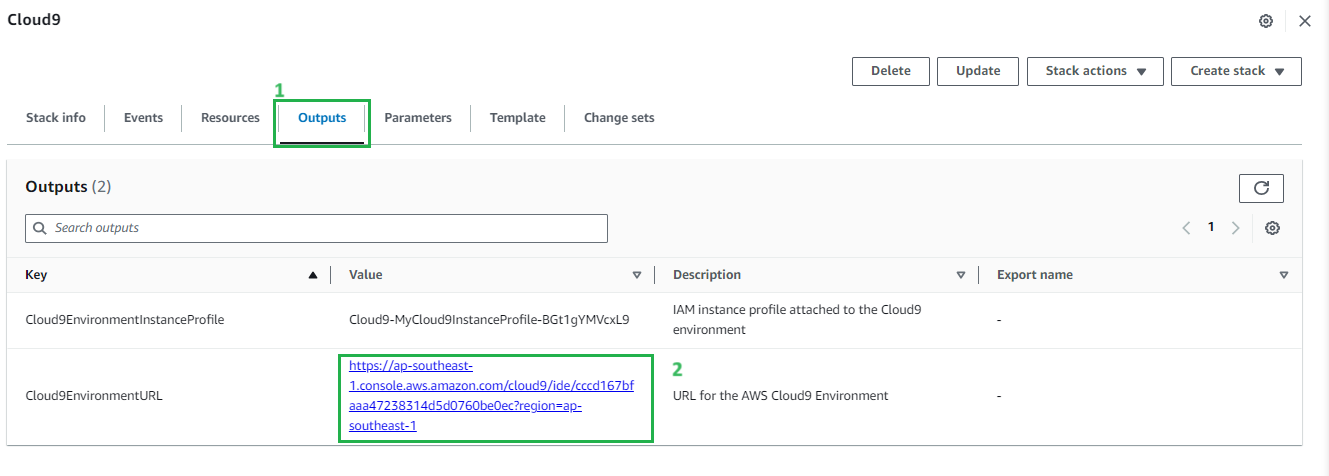 Cloud9
Delete
Update
Stack actions
Create stack
1
Stack info
Events
Resources
Outputs
Parameters
Template
Change sets
Outputs (2)
Search outputs
1
Key
Value
Description
Export name
Cloud9EnvironmentInstanceProfile
Cloud9-MyCloud9InstanceProfile-BGt1gYMVcxL9
IAM instance profile attached to the Cloud9
environment
-
Cloud9EnvironmentURL
https://ap-southeast-
1.console.aws.amazon.com/cloud9/ide/cccd167bf
aaa47238314d5d0760be0ec?region=ap-
southeast-1
2
URL for the AWS Cloud9 Environment
-